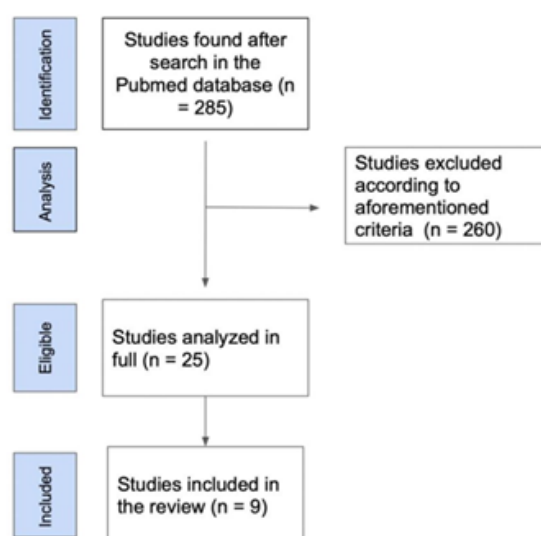 Identification
Studies found after
search in the
Pubmed database (n
= 285)
Analysis
Studies excluded
according to
aforementioned
criteria (n = 260)
Eligible
Studies analyzed in
full (n = 25)
Included
Studies included in
the review (n = 9)